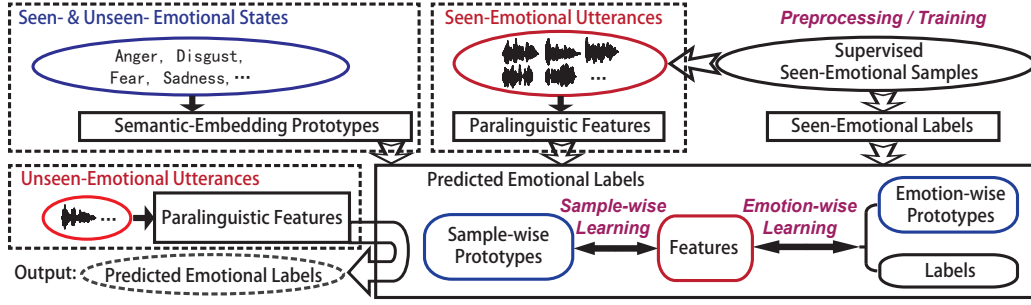 Seen- & Unseen- Emotional States
Anger, Disgust,
Fear, Sadness, ...
Semantic-Embedding Prototypes
Seen-Emotional Utterances
...
Paralinguistic Features
Preprocessing / Training
Supervised
Seen-Emotional Samples
Seen-Emotional Labels
Unseen-Emotional Utterances
...
Paralinguistic Features
Output:
Predicted Emotional Labels
Predicted Emotional Labels
Sample-wise
Prototypes
Sample-wise
Learning
Features
Emotion-wise
Learning
Emotion-wise
Prototypes
Labels